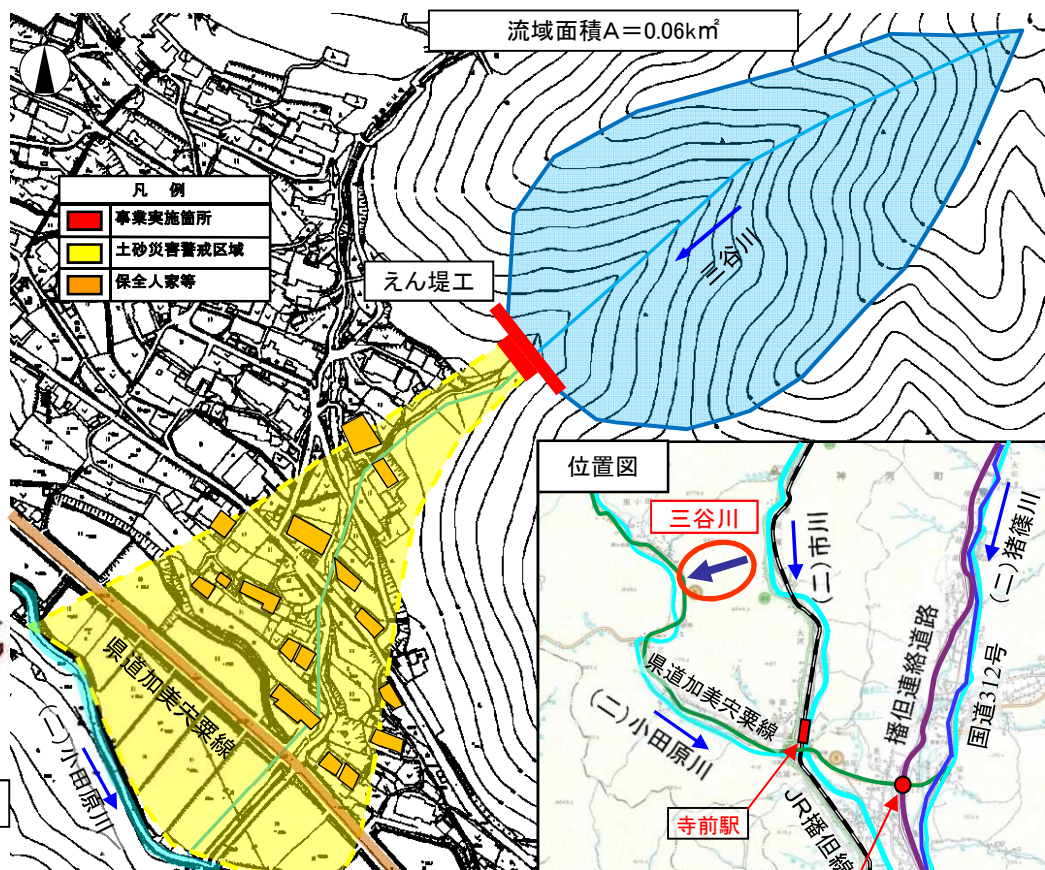 流域面積A＝0.06k㎡
凡 例
事業実施箇所
土砂災害警戒区域
保全人家等
えん堤工
三谷川
県道加美宍粟線
(二)小田原川
位置図
三谷川
(二)市川
(二)猪篠川
神河町
県道加美宍粟線
(二)小田原川
播但連絡道路
国道312号
寺前駅
JR播但線